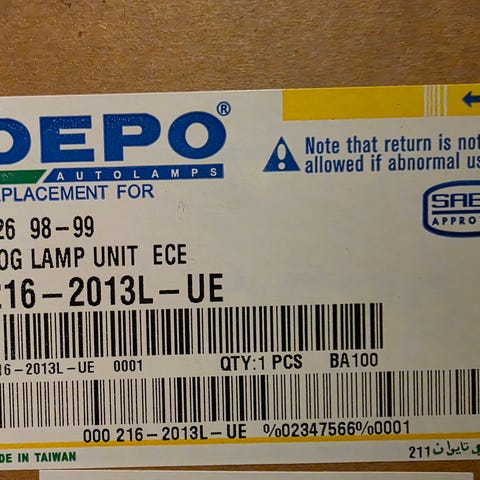 DEPO®
AUTOLAMPS
PLACEMENT FOR
Note that return is not
allowed if abnormal us
SAB
APPRO
26 98-99
OG LAMP UNIT ECE
216-2013L-UE
16-2013L-UE 0001 QTY:1 PCS BA100
000 216-2013L-UE %02347566%0001
DE IN TAIWAN
211 تايوان